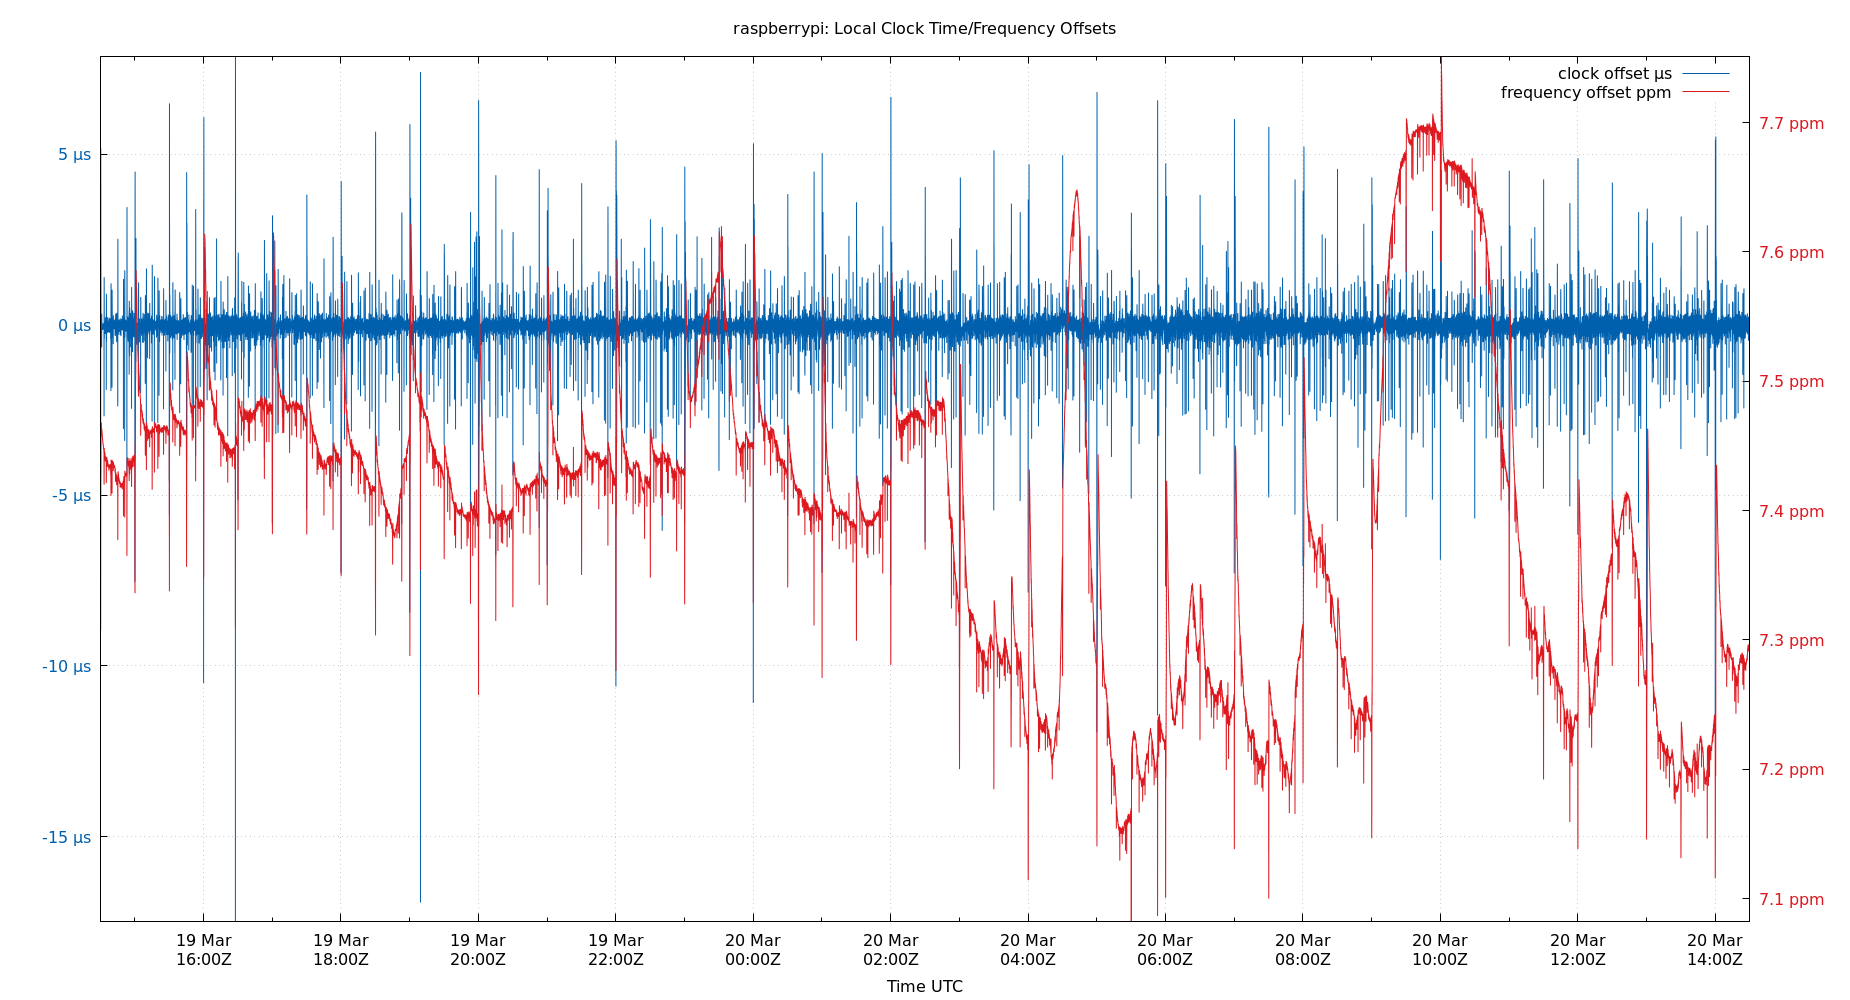 raspberrypi: Local Clock Time/Frequency Offsets
clock offset µs
frequency offset ppm
5 µs
0 µs
-5 µs
-10 µs
-15 µs
7.7 ppm
7.6 ppm
7.5 ppm
7.4 ppm
7.3 ppm
7.2 ppm
7.1 ppm
19 Mar 19 Mar 19 Mar 19 Mar 20 Mar 20 Mar 20 Mar 20 Mar 20 Mar 20 Mar 20 Mar 20 Mar
16:00Z 18:00Z 20:00Z 22:00Z 00:00Z 02:00Z 04:00Z 06:00Z 08:00Z 10:00Z 12:00Z 14:00Z
Time UTC